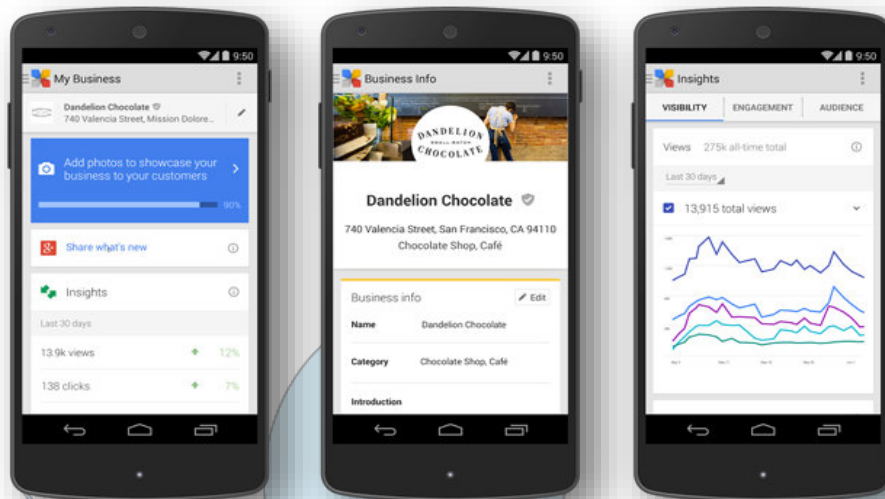 9:50
My Business
Dandelion Chocolate
740 Valencia Street, Mission Dolore...
Add photos to showcase your
business to your customers
90%
Share what's new
Insights
Last 30 days
13.9k views
12%
138 clicks
7%
9:50
Business Info
DANDELION
SMALL-BATCH
CHOCOLATE
Dandelion Chocolate
740 Valencia Street, San Francisco, CA 94110
Chocolate Shop, Café
Business info
Edit
Name Dandelion Chocolate
Category Chocolate Shop, Café
Introduction
9:50
Insights
VISIBILITY ENGAGEMENT AUDIENCE
Views 275k all-time total
Last 30 days
13,915 total views